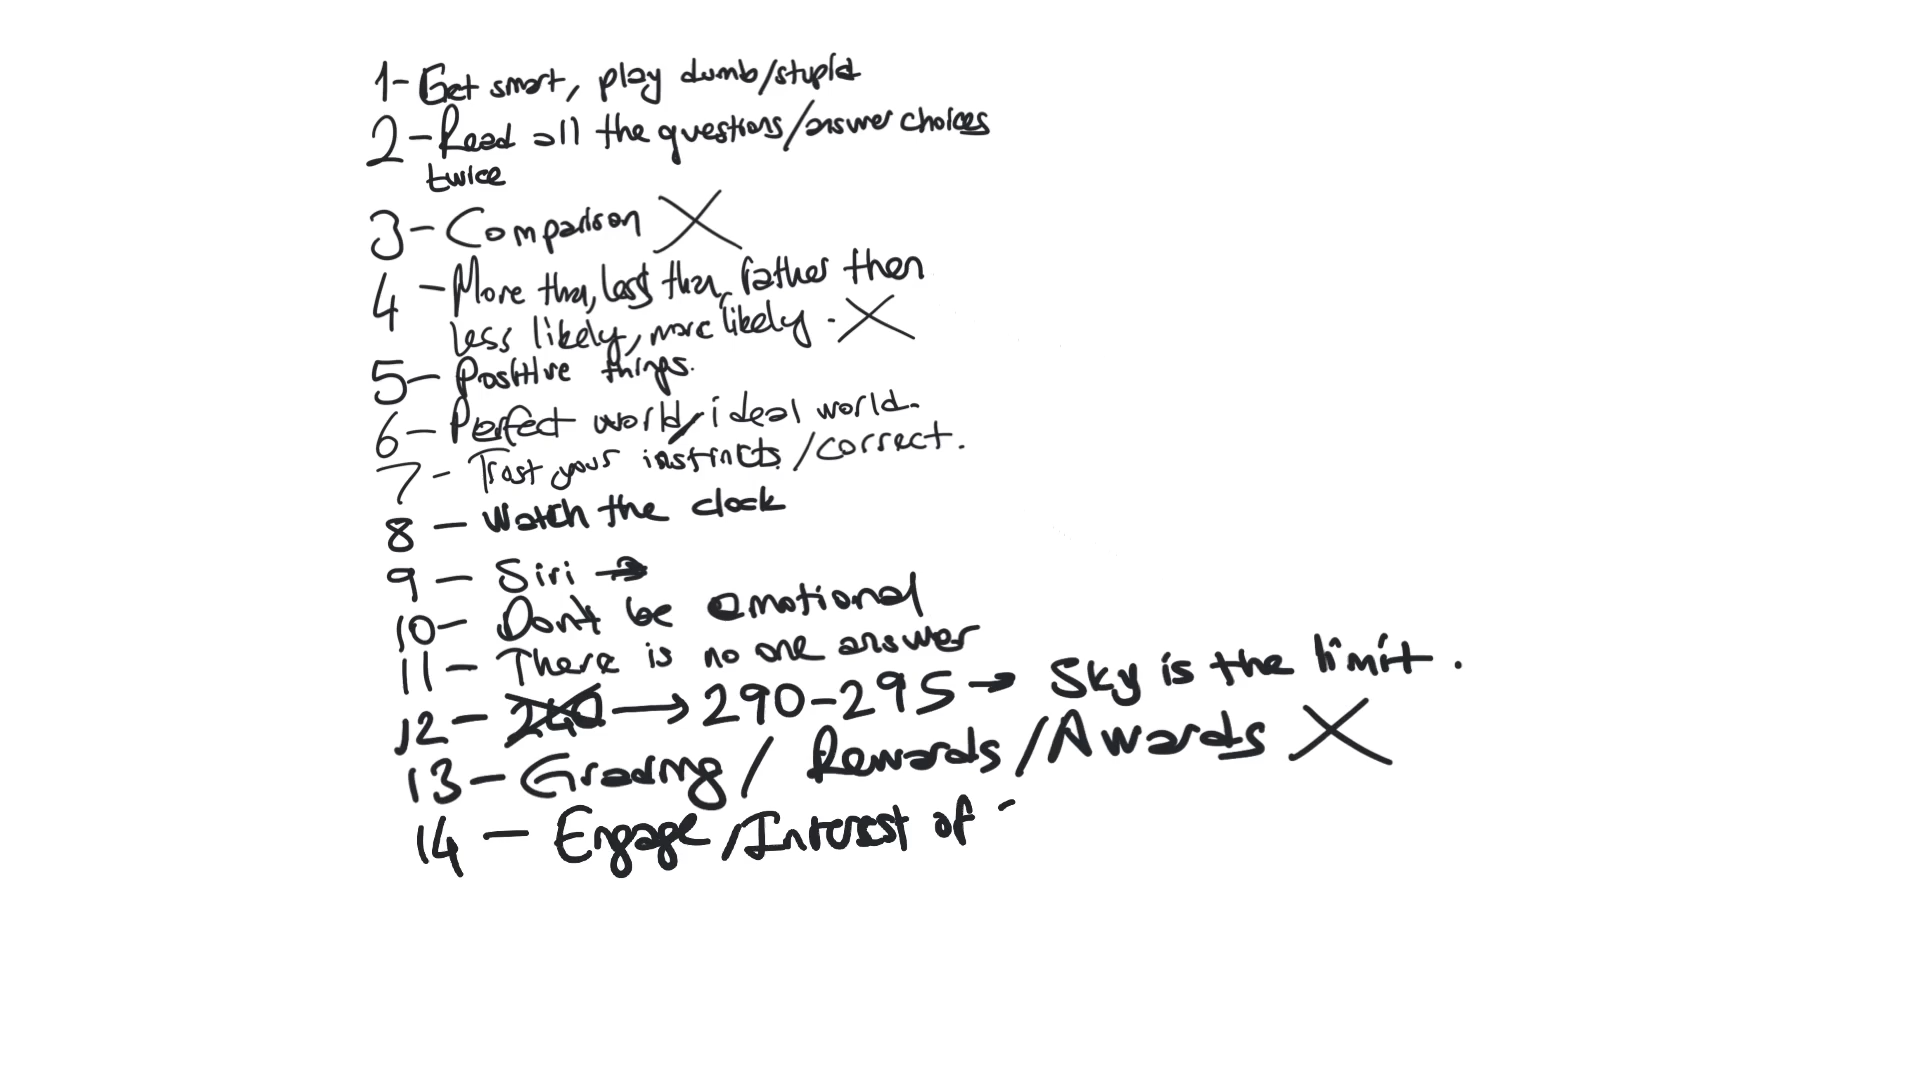 1- Get smart, play dumb/stupid
2- Read all the questions/answer choices
twice
3- Comparison X
4- More than, less than, rather then
less likely, more likely. X
5- Positive things.
6- Perfect world/ideal world.
7- Trust your instincts/correct.
8- Watch the clock
9- Siri →
10- Don't be emotional
11- There is no one answer
12- 240 → 290-295 → Sky is the limit.
13- Grading / Rewards/Awards X
14- Engage/Interest of -